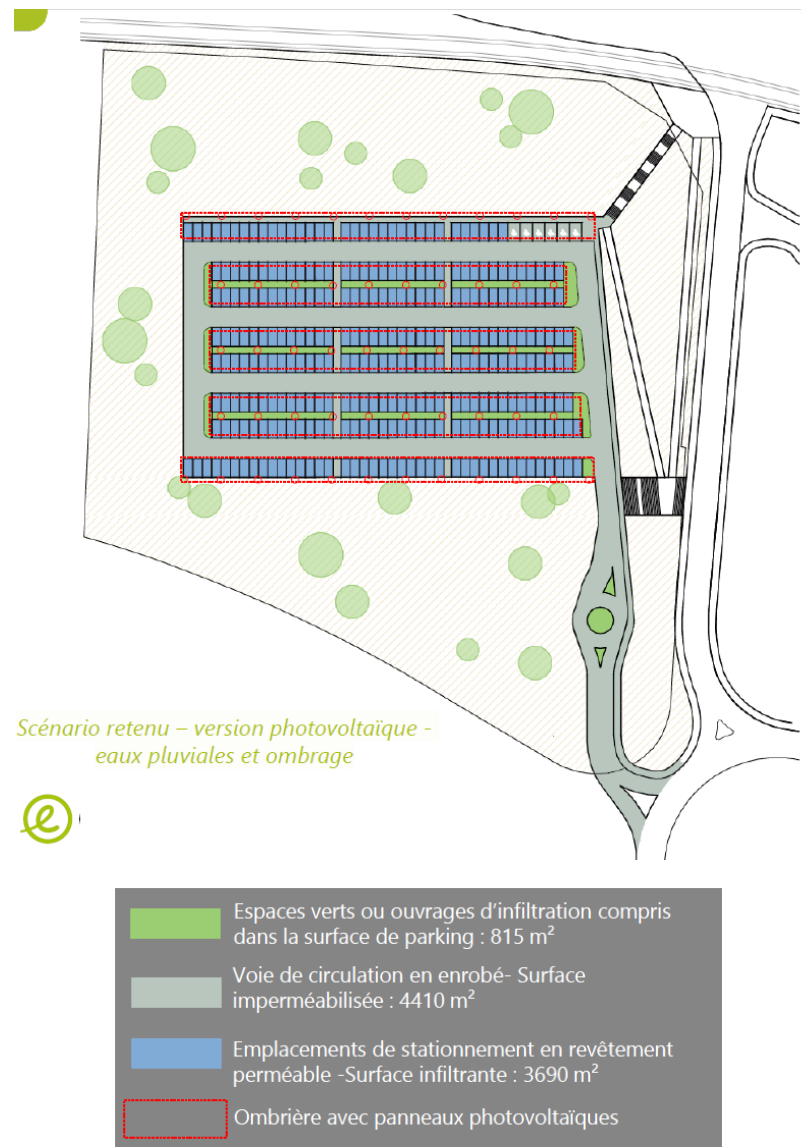 Scénario retenu – version photovoltaïque -
eaux pluviales et ombrage
Espaces verts ou ouvrages d’infiltration compris
dans la surface de parking : 815 m²
Voie de circulation en enrobé- Surface
imperméabilisée : 4410 m²
Emplacements de stationnement en revêtement
perméable -Surface infiltrante : 3690 m²
Ombrière avec panneaux photovoltaïques